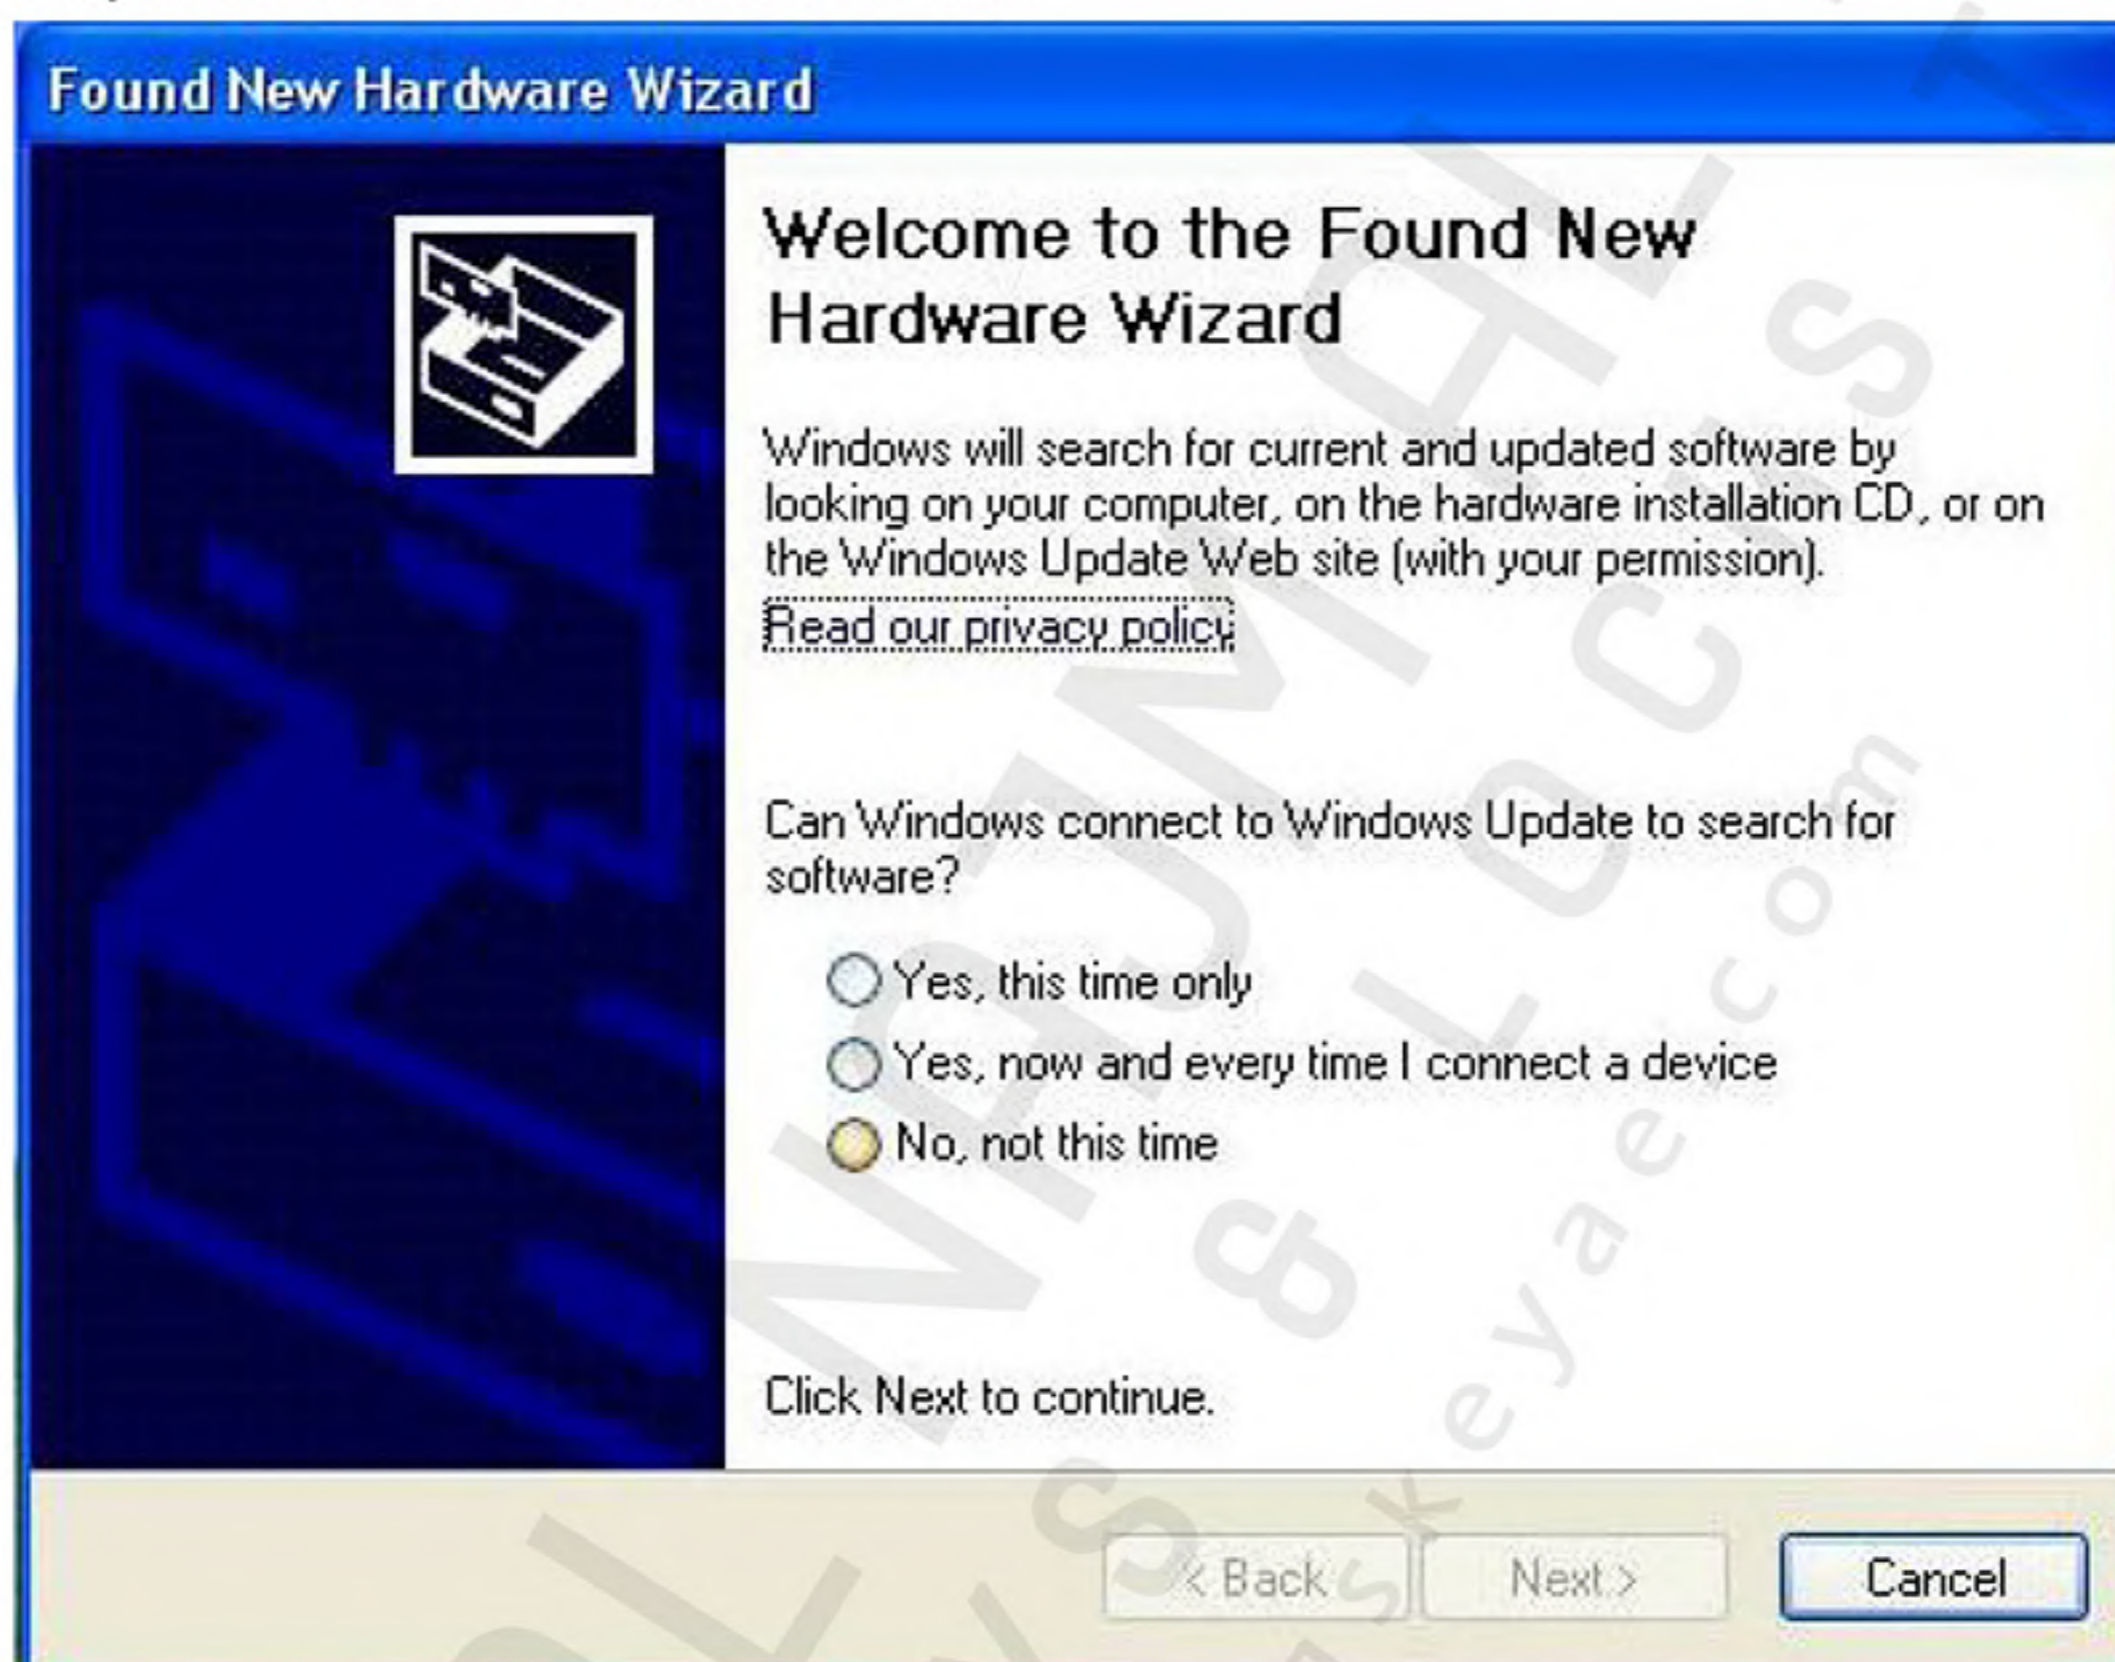 Found New Hardware Wizard
Welcome to the Found New
Hardware Wizard
Windows will search for current and updated software by
looking on your computer, on the hardware installation CD, or on
the Windows Update Web site (with your permission).
Read our privacy policy
Can Windows connect to Windows Update to search for
software?
Yes, this time only
Yes, now and every time I connect a device
No, not this time
Click Next to continue.
< Back
Next >
Cancel